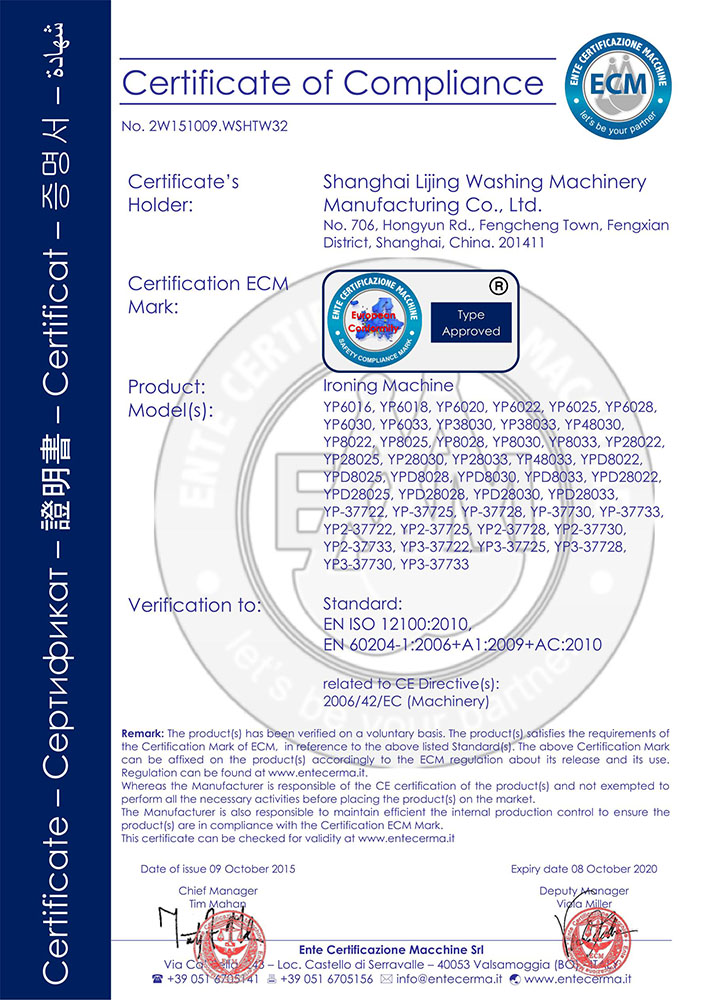 Certificate – Сертификат – 證明書 – Certificat – 증명서 – شهادة
Certificate of Compliance
ENTE CERTIFICAZIONE MACCHINE
ECM
let's be your partner
No. 2W151009.WSHTW32
Certificate's
Holder:
Shanghai Lijing Washing Machinery
Manufacturing Co., Ltd.
No. 706, Hongyun Rd., Fengcheng Town, Fengxian
District, Shanghai, China. 201411
Certification ECM
Mark:
ENTE CERTIFICAZIONE MACCHINE
European
Conformity
SAFETY COMPLIANCE MARK
®
Type
Approved
Product:
Ironing Machine
Model(s):
YP6016, YP6018, YP6020, YP6022, YP6025, YP6028,
YP6030, YP6033, YP38030, YP38033, YP48030,
YP8022, YP8025, YP8028, YP8030, YP8033, YP28022,
YP28025, YP28030, YP28033, YP48033, YPD8022,
YPD8025, YPD8028, YPD8030, YPD8033, YPD28022,
YPD28025, YPD28028, YPD28030, YPD28033,
YP-37722, YP-37725, YP-37728, YP-37730, YP-37733,
YP2-37722, YP2-37725, YP2-37728, YP2-37730,
YP2-37733, YP3-37722, YP3-37725, YP3-37728,
YP3-37730, YP3-37733
Verification to:
Standard:
EN ISO 12100:2010,
EN 60204-1:2006+A1:2009+AC:2010
related to CE Directive(s):
2006/42/EC (Machinery)
Remark: The product(s) has been verified on a voluntary basis. The product(s) satisfies the requirements of
the Certification Mark of ECM, in reference to the above listed Standard(s). The above Certification Mark
can be affixed on the product(s) accordingly to the ECM regulation about its release and its use.
Regulation can be found at www.entecerma.it.
Whereas the Manufacturer is responsible of the CE certification of the product(s) and not exempted to
perform all the necessary activities before placing the product(s) on the market.
The Manufacturer is also responsible to maintain efficient the internal production control to ensure the
product(s) are in compliance with the Certification ECM Mark.
This certificate can be checked for validity at www.entecerma.it
Date of issue 09 October 2015
Expiry date 08 October 2020
Chief Manager
Tim Mahan
Deputy Manager
Viola Miller
Ente Certificazione Macchine Srl
Via 243 – Loc. Castello di Serravalle – 40053 Valsamoggia
+39 051 6705141 +39 051 6705156 info@entecerma.it www.entecerma.it